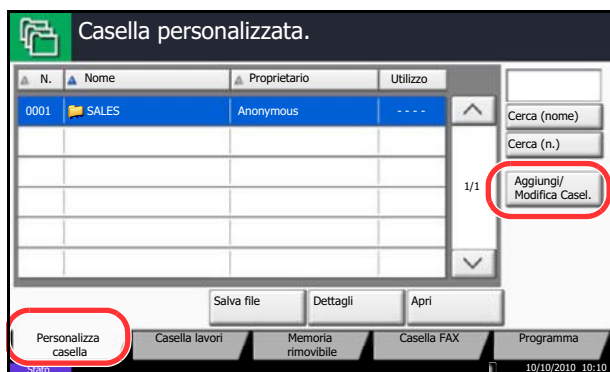 Casella personalizzata.
N. Nome Proprietario Utilizzo
0001 SALES Anonymous - - - -
Cerca (nome)
Cerca (n.)
1/1
Aggiungi/
Modifica Casel.
Salva file Dettagli Apri
Personalizza
casella
Casella lavori
Memoria
rimovibile
Casella FAX
Programma
Stato 10/10/2010 10:10